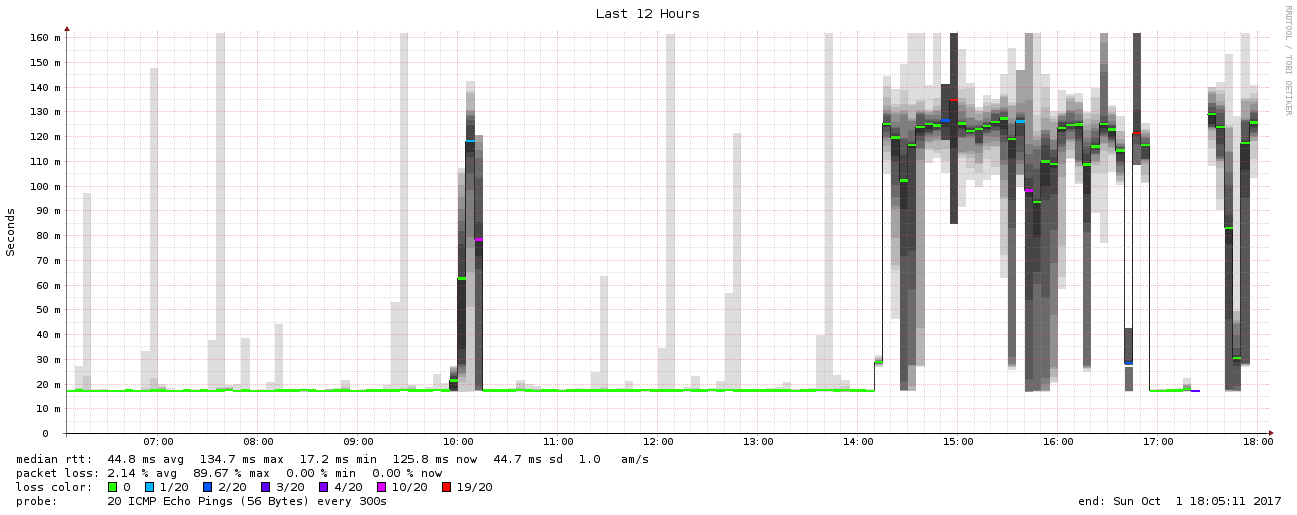 Last 12 Hours
RRDTOOL / TOBI OETIKER
Seconds
160 m
150 m
140 m
130 m
120 m
110 m
100 m
90 m
80 m
70 m
60 m
50 m
40 m
30 m
20 m
10 m
0
07:00 08:00 09:00 10:00 11:00 12:00 13:00 14:00 15:00 16:00 17:00 18:00
median rtt: 44.8 ms avg 134.7 ms max 17.2 ms min 125.8 ms now 44.7 ms sd 1.0 am/s
packet loss: 2.14 % avg 89.67 % max 0.00 % min 0.00 % now
loss color: 0 1/20 2/20 3/20 4/20 10/20 19/20
probe: 20 ICMP Echo Pings (56 Bytes) every 300s end: Sun Oct 1 18:05:11 2017